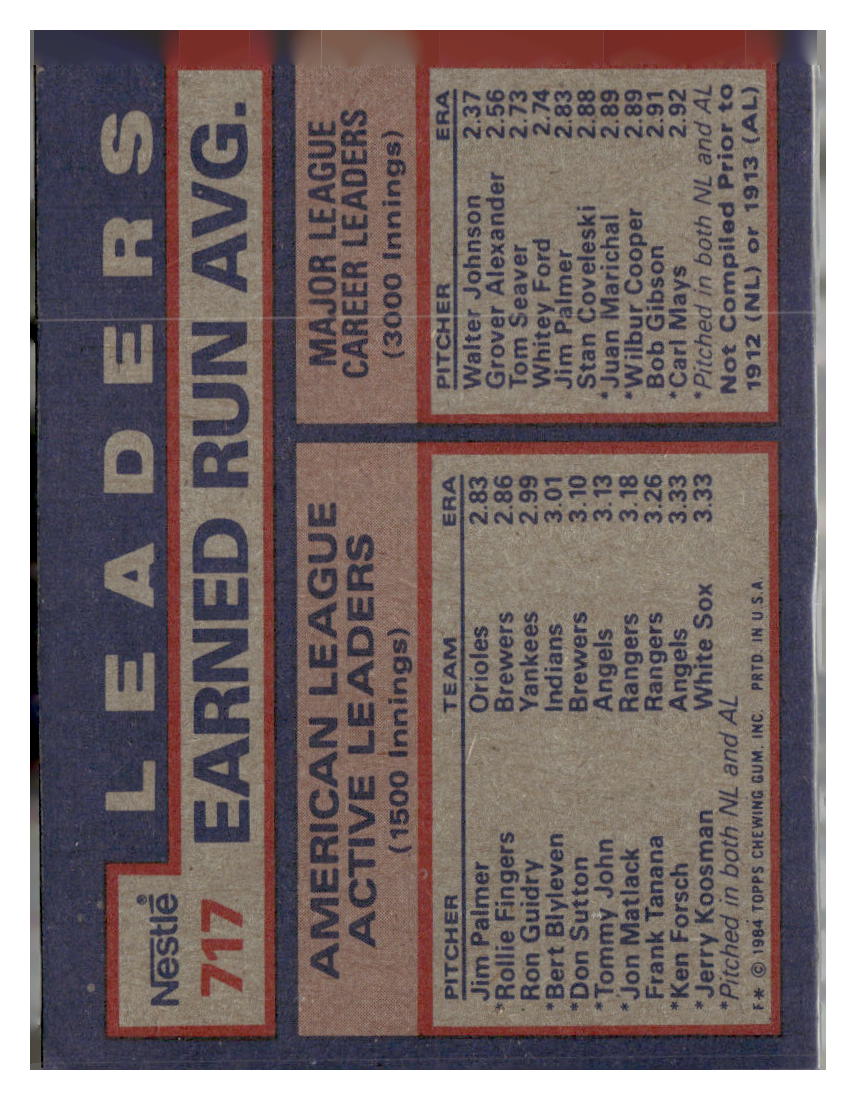 LEADERS
Nestlé®
717 EARNED RUN AVG.
AMERICAN LEAGUE
ACTIVE LEADERS
(1500 Innings)
PITCHER TEAM ERA
Jim Palmer Orioles 2.83
*Rollie Fingers Brewers 2.86
Ron Guidry Yankees 2.99
*Bert Blyleven Indians 3.01
*Don Sutton Brewers 3.10
*Tommy John Angels 3.13
*Jon Matlack Rangers 3.18
Frank Tanana Rangers 3.26
*Ken Forsch Angels 3.33
*Jerry Koosman White Sox 3.33
*Pitched in both NL and AL
F* © 1984 TOPPS CHEWING GUM, INC. PRTD. IN U.S.A.
MAJOR LEAGUE
CAREER LEADERS
(3000 Innings)
PITCHER ERA
Walter Johnson 2.37
Grover Alexander 2.56
Tom Seaver 2.73
Whitey Ford 2.74
Jim Palmer 2.83
Stan Coveleski 2.88
*Juan Marichal 2.89
*Wilbur Cooper 2.89
Bob Gibson 2.91
*Carl Mays 2.92
*Pitched in both NL and AL
Not Compiled Prior to
1912 (NL) or 1913 (AL)